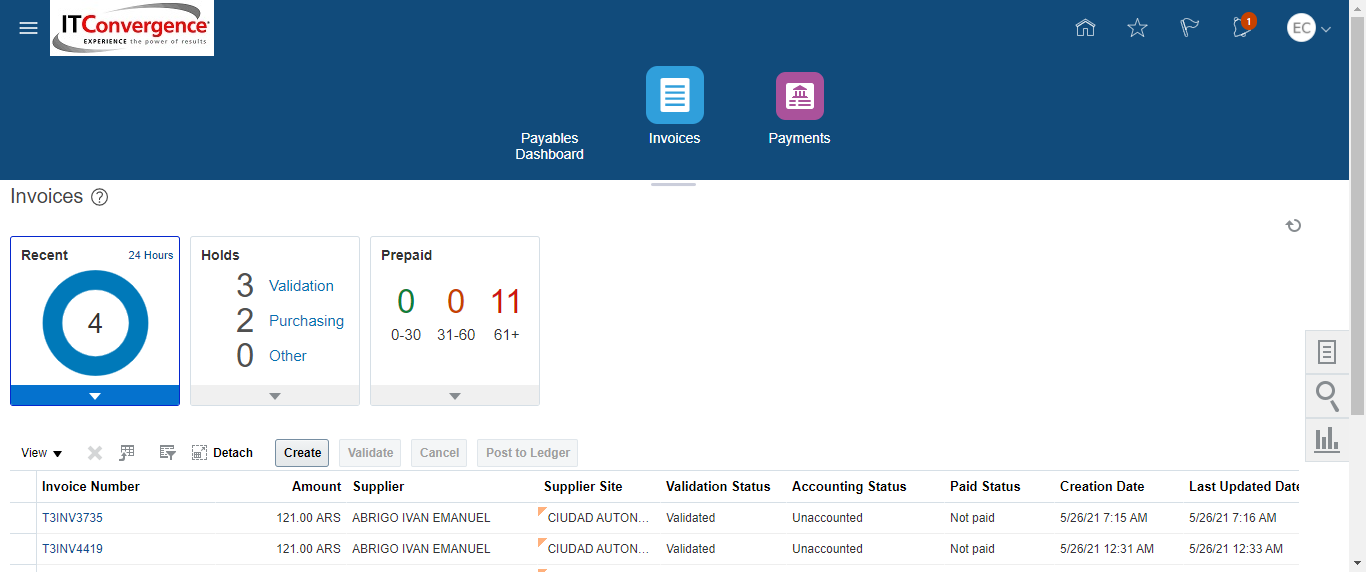 ITConvergence
EXPERIENCE the power of results
1
EC
Payables
Dashboard
Invoices
Payments
Invoices ?
Recent 24 Hours
4
Holds
3 Validation
2 Purchasing
0 Other
Prepaid
0 0 11
0-30 31-60 61+
View Detach Create Validate Cancel Post to Ledger
Invoice Number Amount Supplier Supplier Site Validation Status Accounting Status Paid Status Creation Date Last Updated Date
T3INV3735 121.00 ARS ABRIGO IVAN EMANUEL CIUDAD AUTON... Validated Unaccounted Not paid 5/26/21 7:15 AM 5/26/21 7:16 AM
T3INV4419 121.00 ARS ABRIGO IVAN EMANUEL CIUDAD AUTON... Validated Unaccounted Not paid 5/26/21 12:31 AM 5/26/21 12:33 AM